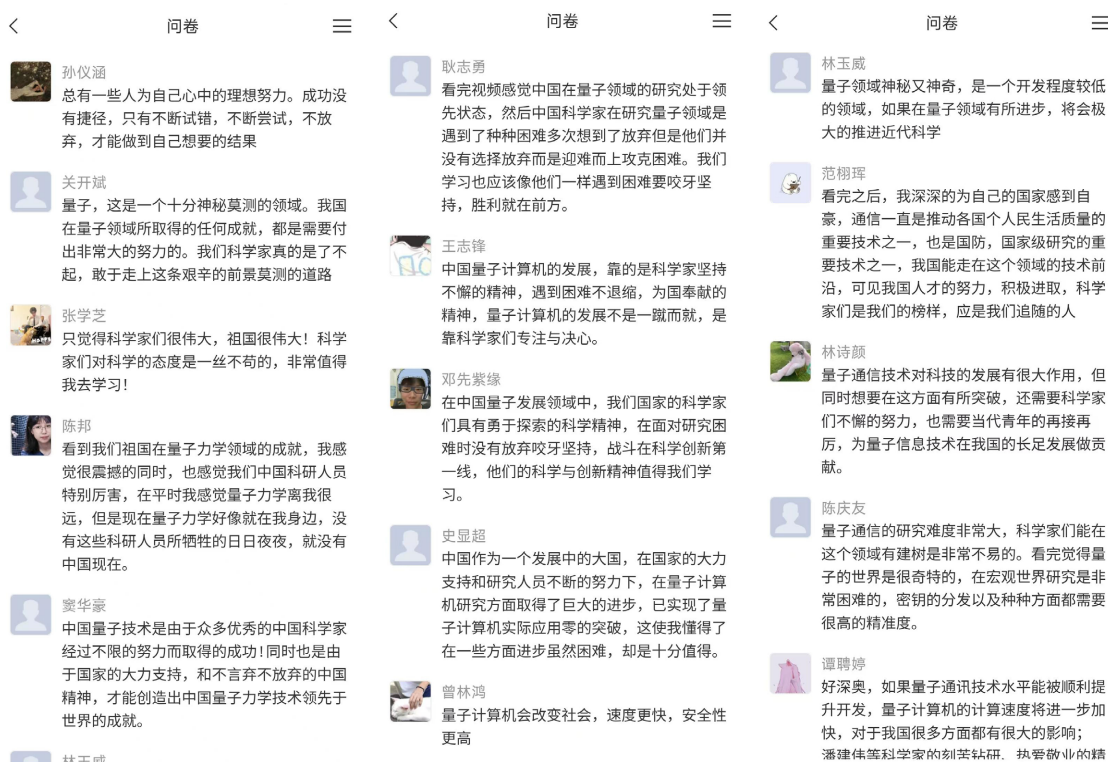 问卷
孙仪涵
总有一些人为自己心中的理想努力。成功没
有捷径，只有不断试错，不断尝试，不放
弃，才能做到自己想要的结果
关开斌
量子，这是一个十分神秘莫测的领域。我国
在量子领域所取得的任何成就，都是需要付
出非常大的努力的。我们科学家真的是了不
起，敢于走上这条艰辛的前景莫测的道路
张学芝
只觉得科学家们很伟大，祖国很伟大！科学
家们对科学的态度是一丝不苟的，非常值得
我去学习！
陈邦
看到我们祖国在量子力学领域的成就，我感
觉很震撼的同时，也感觉我们中国科研人员
特别厉害，在平时我感觉量子力学离我很
远，但是现在量子力学好像就在我身边，没
有这些科研人员所牺牲的日日夜夜，就没有
中国现在。
窦华豪
中国量子技术是由于众多优秀的中国科学家
经过不限的努力而取得的成功！同时也是由
于国家的大力支持，和不言弃不放弃的中国
精神，才能创造出中国量子力学技术领先于
世界的成就。
林玉威
问卷
耿志勇
看完视频感觉中国在量子领域的研究处于领
先状态，然后中国科学家在研究量子领域是
遇到了种种困难多次想到了放弃但是他们并
没有选择放弃而是迎难而上攻克困难。我们
学习也应该像他们一样遇到困难要咬牙坚
持，胜利就在前方。
王志锋
中国量子计算机的发展，靠的是科学家坚持
不懈的精神，遇到困难不退缩，为国奉献的
精神，量子计算机的发展不是一蹴而就，是
靠科学家们专注与决心。
邓先紫缘
在中国量子发展领域中，我们国家的科学家
们具有勇于探索的科学精神，在面对研究困
难时没有放弃咬牙坚持，战斗在科学创新第
一线，他们的科学与创新精神值得我们学
习。
史显超
中国作为一个发展中的大国，在国家的大力
支持和研究人员不断的努力下，在量子计算
机研究方面取得了巨大的进步，已实现了量
子计算机实际应用零的突破，这使我懂得了
在一些方面进步虽然困难，却是十分值得。
曾林鸿
量子计算机会改变社会，速度更快，安全性
更高
问卷
林玉威
量子领域神秘又神奇，是一个开发程度较低
的领域，如果在量子领域有所进步，将会极
大的推进近代科学
范栩珲
看完之后，我深深的为自己的国家感到自
豪，通信一直是推动各国个人民生活质量的
重要技术之一，也是国防，国家级研究的重
要技术之一，我国能走在这个领域的技术前
沿，可见我国人才的努力，积极进取，科学
家们是我们的榜样，应是我们追随的人
林诗颜
量子通信技术对科技的发展有很大作用，但
同时想要在这方面有所突破，还需要科学家
们不懈的努力，也需要当代青年的再接再
厉，为量子信息技术在我国的长足发展做贡
献。
陈庆友
量子通信的研究难度非常大，科学家们能在
这个领域有建树是非常不易的。看完觉得量
子的世界是很奇特的，在宏观世界研究是非
常困难的，密钥的分发以及种种方面都需要
很高的精准度。
谭聘婷
好深奥，如果量子通讯技术水平能被顺利提
升开发，量子计算机的计算速度将进一步加
快，对于我国很多方面都有很大的影响；
潘建伟等科学家的刻苦钻研、热爱敬业的精